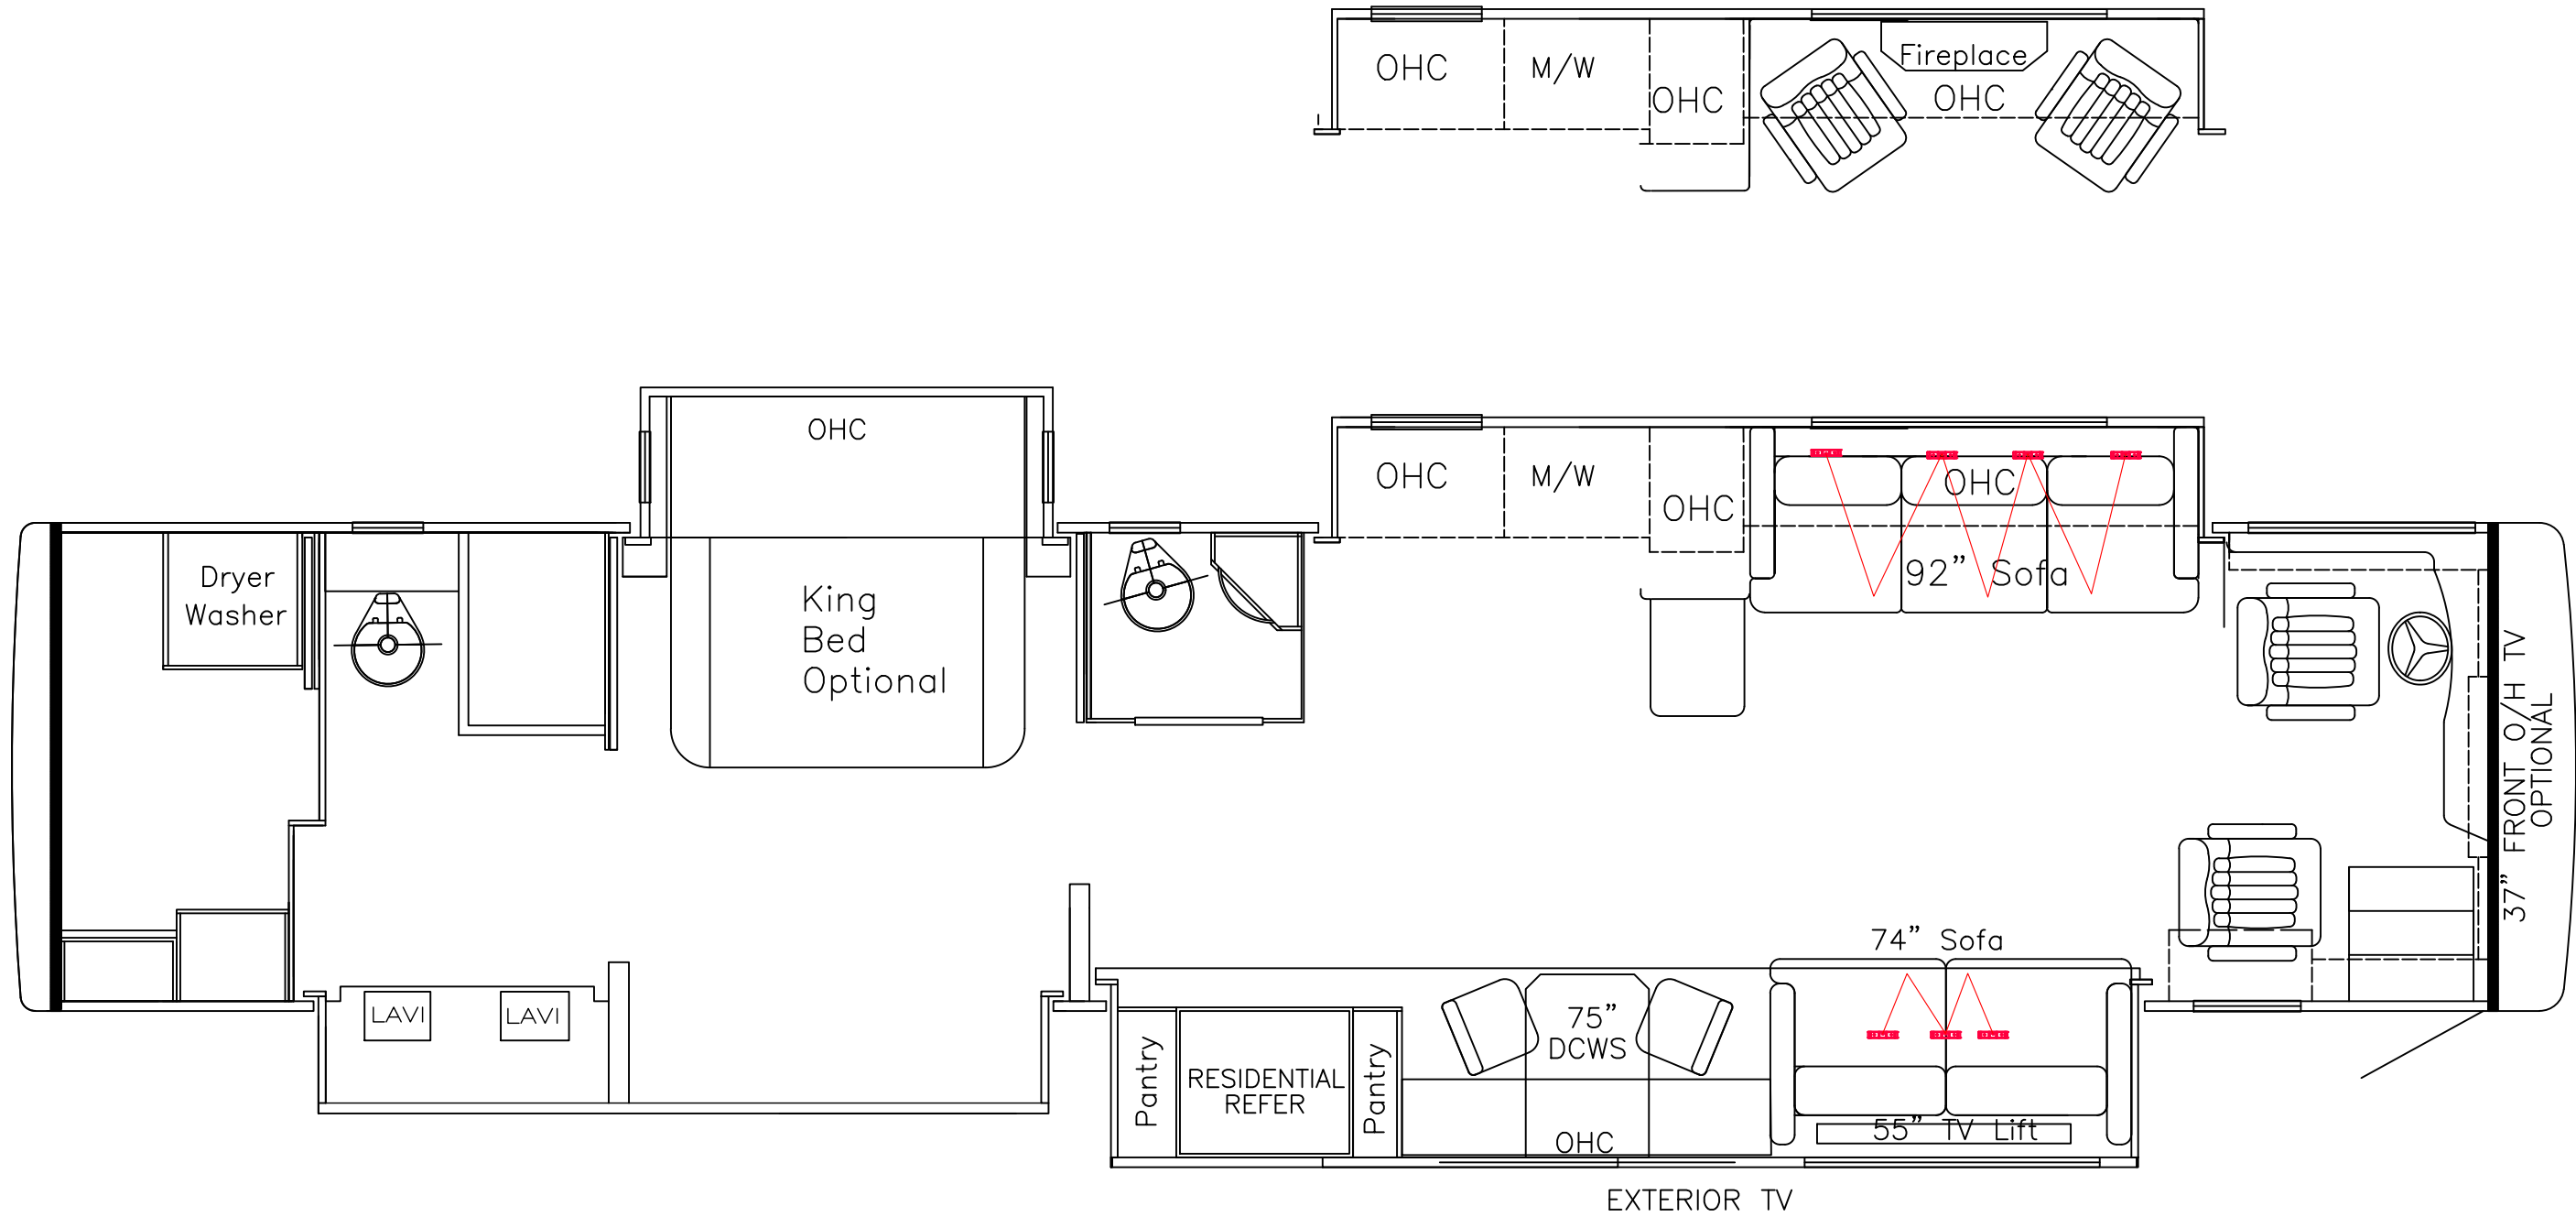 OHC
M/W
OHC
Fireplace
OHC
OHC
OHC
M/W
OHC
OHC
92” Sofa
Dryer
Washer
King
Bed
Optional
37” FRONT O/H TV
OPTIONAL
74” Sofa
LAVI
LAVI
Pantry
RESIDENTIAL
REFER
Pantry
75”
DCWS
OHC
55” TV Lift
EXTERIOR TV